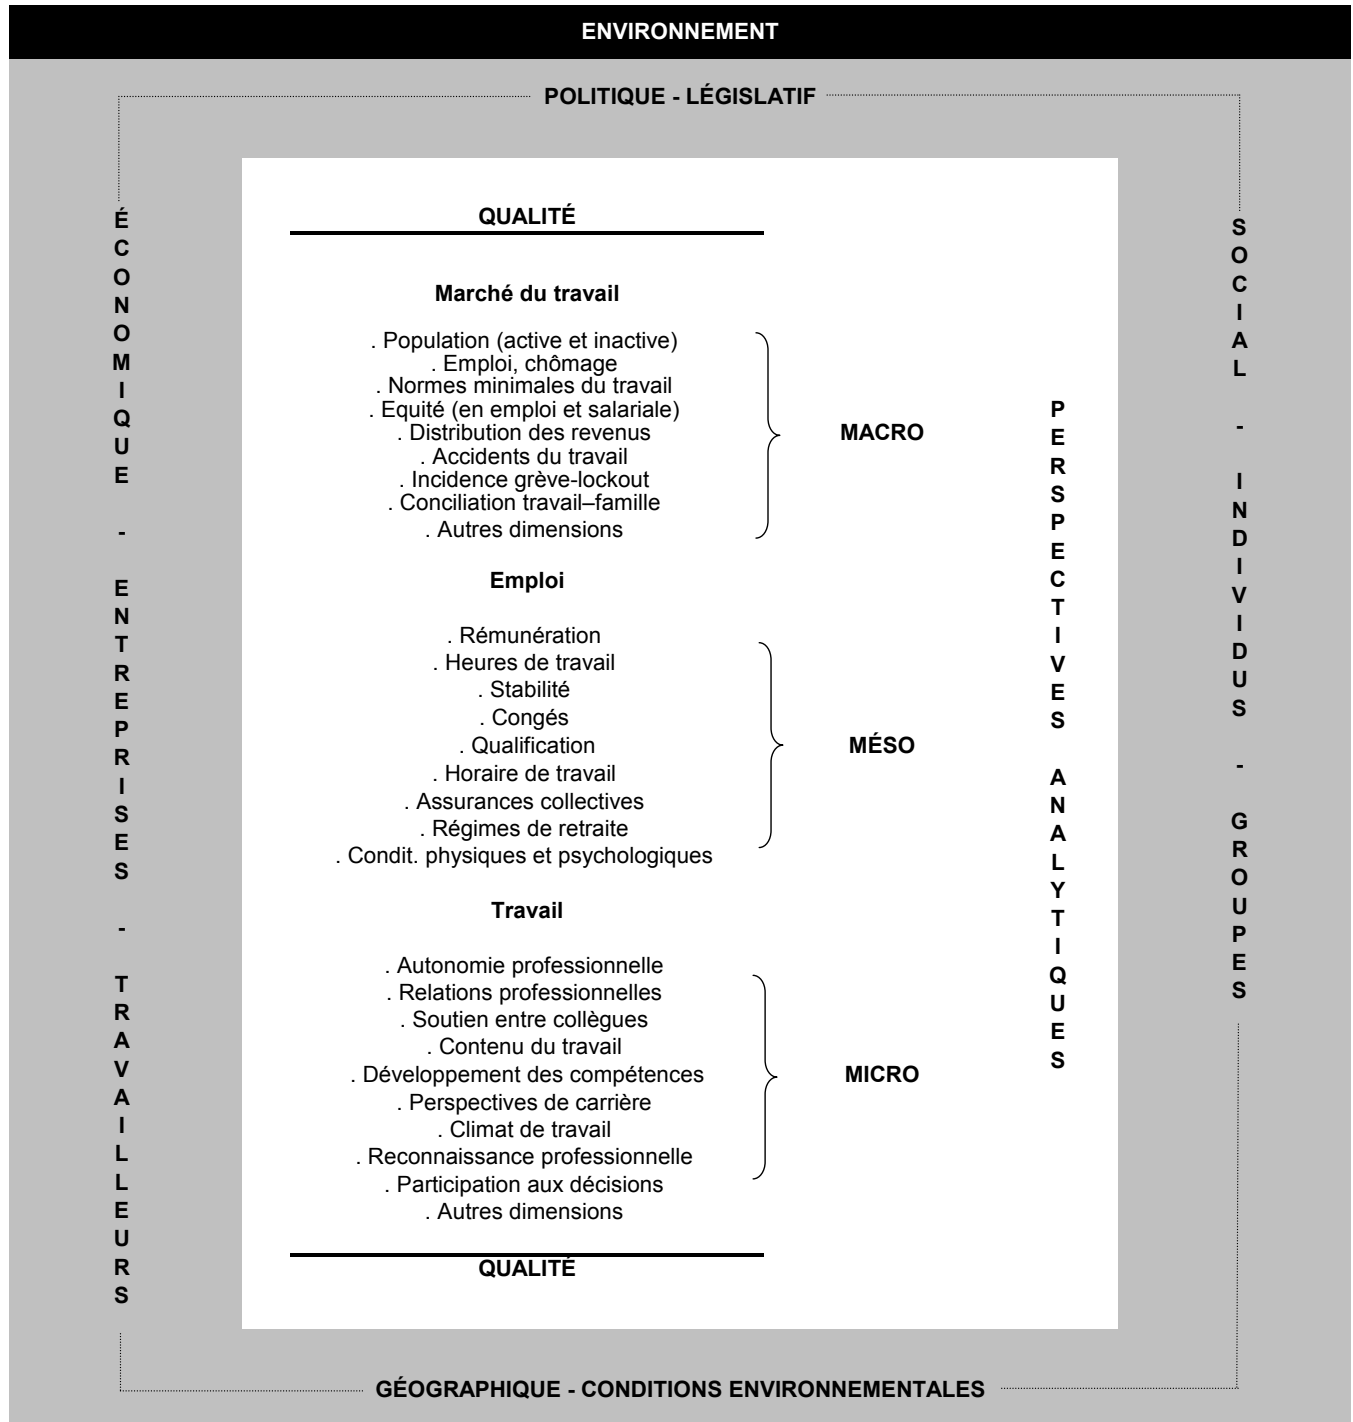 ENVIRONNEMENT
POLITIQUE - LÉGISLATIF
ÉCONOMIQUE - ENTREPRISES - TRAVAILLEURS
QUALITÉ
Marché du travail
. Population (active et inactive)
. Emploi, chômage
. Normes minimales du travail
. Equité (en emploi et salariale)
. Distribution des revenus
. Accidents du travail
. Incidence grève-lockout
. Conciliation travail–famille
. Autres dimensions
MACRO
Emploi
. Rémunération
. Heures de travail
. Stabilité
. Congés
. Qualification
. Horaire de travail
. Assurances collectives
. Régimes de retraite
. Condit. physiques et psychologiques
MÉSO
Travail
. Autonomie professionnelle
. Relations professionnelles
. Soutien entre collègues
. Contenu du travail
. Développement des compétences
. Perspectives de carrière
. Climat de travail
. Reconnaissance professionnelle
. Participation aux décisions
. Autres dimensions
MICRO
QUALITÉ
PERSPECTIVES ANALYTIQUES
SOCIAL - INDIVIDUS - GROUPES
GÉOGRAPHIQUE - CONDITIONS ENVIRONNEMENTALES